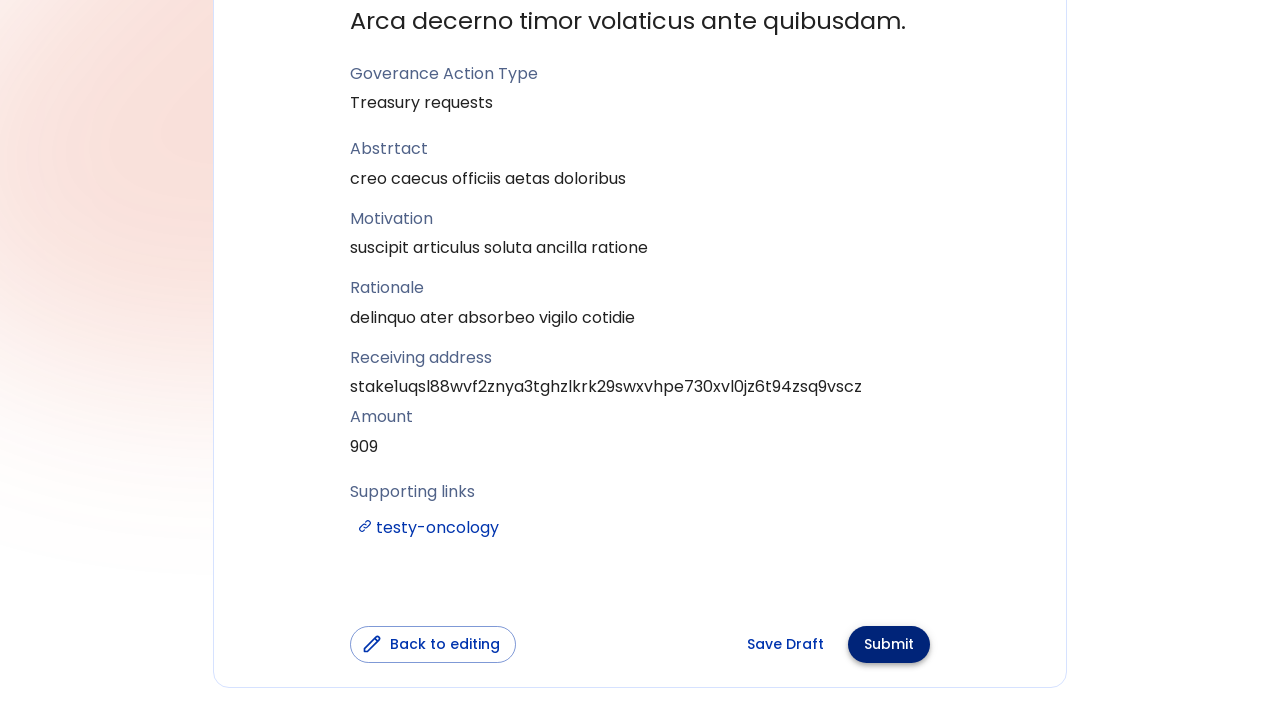 Arca decerno timor volaticus ante quibusdam.
Goverance Action Type
Treasury requests
Abstrtact
creo caecus officiis aetas doloribus
Motivation
suscipit articulus soluta ancilla ratione
Rationale
delinquo ater absorbeo vigilo cotidie
Receiving address
stake1uqsl88wvf2znya3tghzlkrk29swxvhpe730xvl0jz6t94zsq9vscz
Amount
909
Supporting links
testy-oncology
Back to editing
Save Draft
Submit